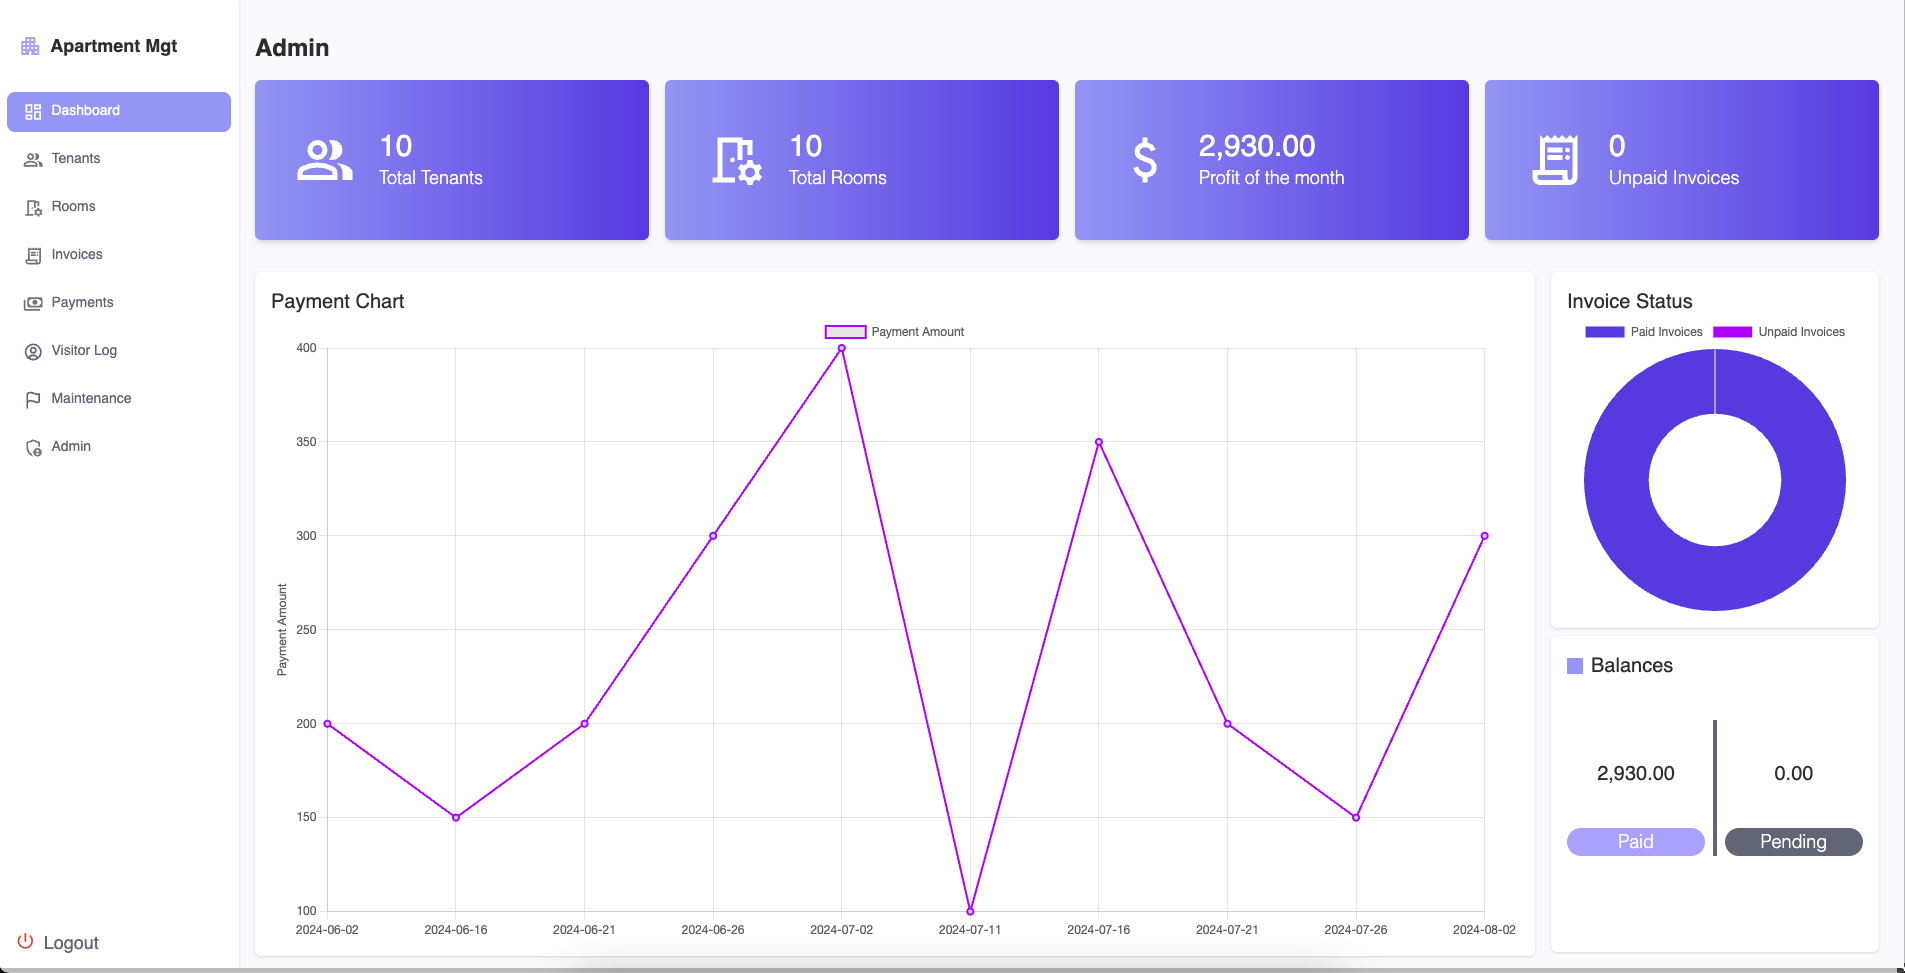 Apartment Mgt
Dashboard
Tenants
Rooms
Invoices
Payments
Visitor Log
Maintenance
Admin
Logout
Admin
10
Total Tenants
10
Total Rooms
2,930.00
Profit of the month
0
Unpaid Invoices
Payment Chart
Payment Amount
400
350
300
250
200
150
100
Payment Amount
2024-06-02 2024-06-16 2024-06-21 2024-06-26 2024-07-02 2024-07-11 2024-07-16 2024-07-21 2024-07-26 2024-08-02
Invoice Status
Paid Invoices Unpaid Invoices
Balances
2,930.00 0.00
Paid Pending